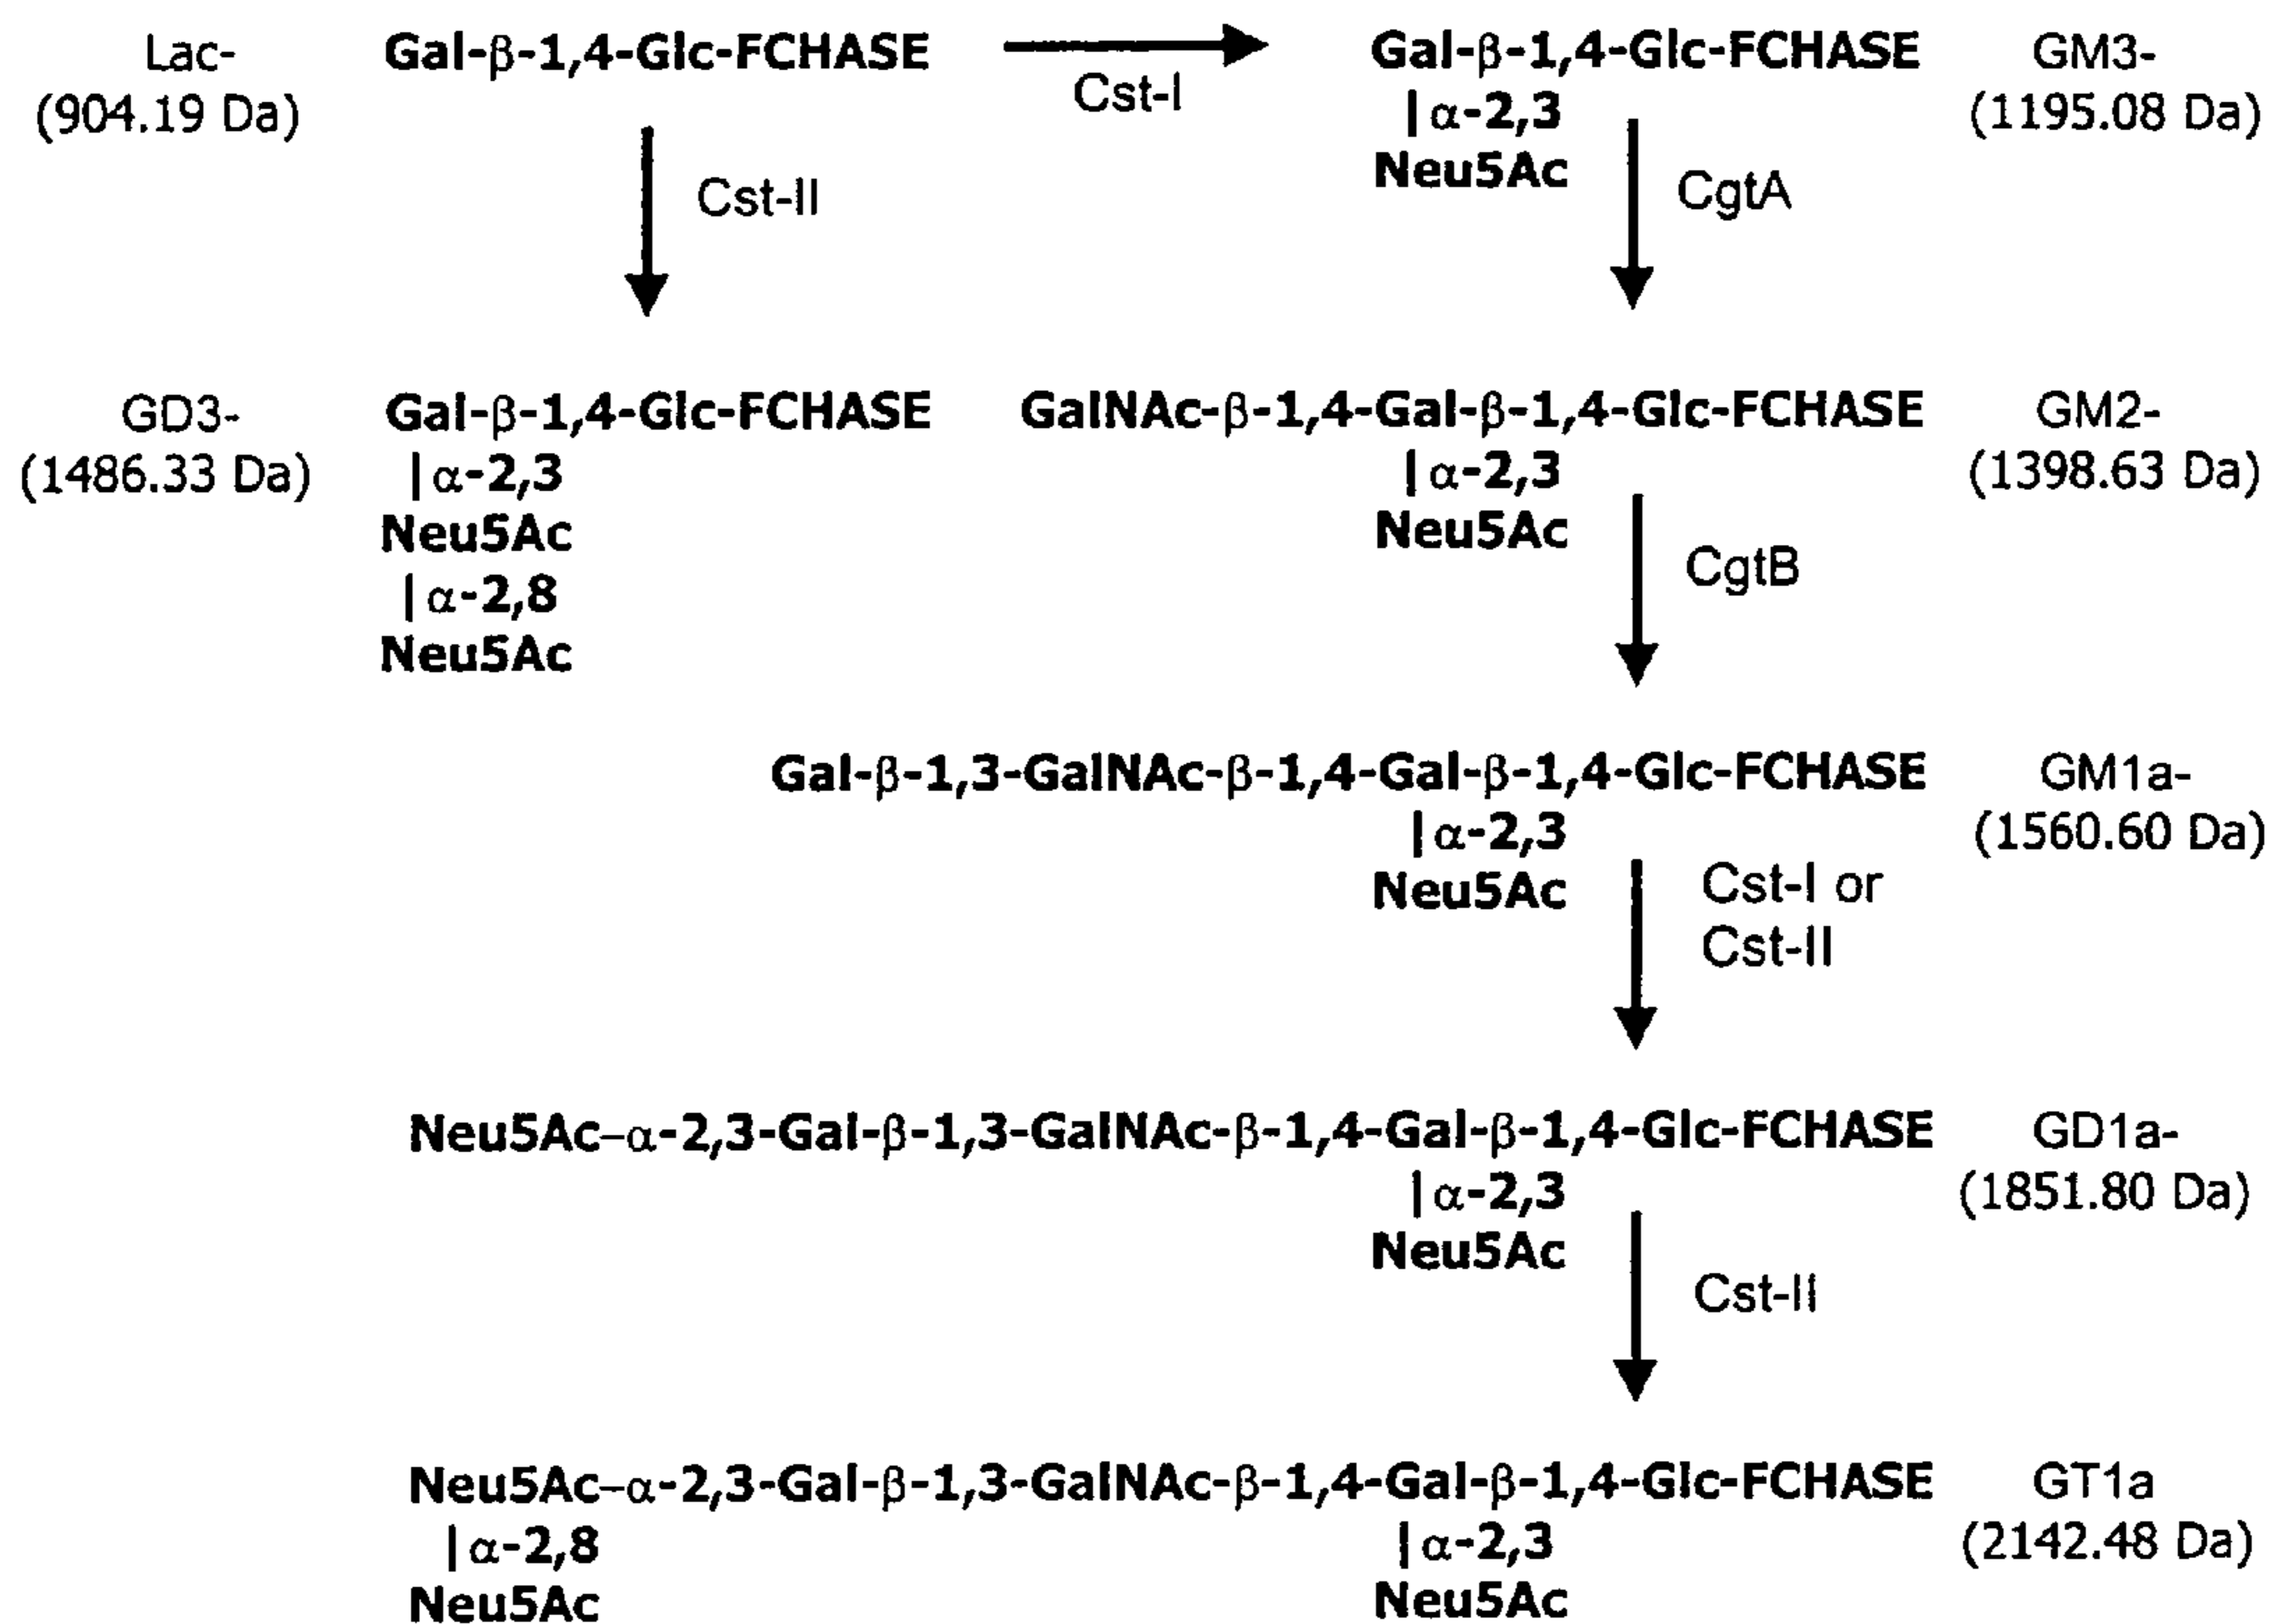 Lac-
(904.19 Da)
Gal-β-1,4-Glc-FCHASE
Cst-I
Gal-β-1,4-Glc-FCHASE
|α-2,3
Neu5Ac
GM3-
(1195.08 Da)
Cst-II
CgtA
GD3-
(1486.33 Da)
Gal-β-1,4-Glc-FCHASE
|α-2,3
Neu5Ac
|α-2,8
Neu5Ac
GalNAc-β-1,4-Gal-β-1,4-Glc-FCHASE
|α-2,3
Neu5Ac
GM2-
(1398.63 Da)
CgtB
Gal-β-1,3-GalNAc-β-1,4-Gal-β-1,4-Glc-FCHASE
|α-2,3
Neu5Ac
GM1a-
(1560.60 Da)
Cst-I or
Cst-II
Neu5Ac–α-2,3-Gal-β-1,3-GalNAc-β-1,4-Gal-β-1,4-Glc-FCHASE
|α-2,3
Neu5Ac
GD1a-
(1851.80 Da)
Cst-II
Neu5Ac–α-2,3-Gal-β-1,3-GalNAc-β-1,4-Gal-β-1,4-Glc-FCHASE
|α-2,8
Neu5Ac
|α-2,3
Neu5Ac
GT1a
(2142.48 Da)